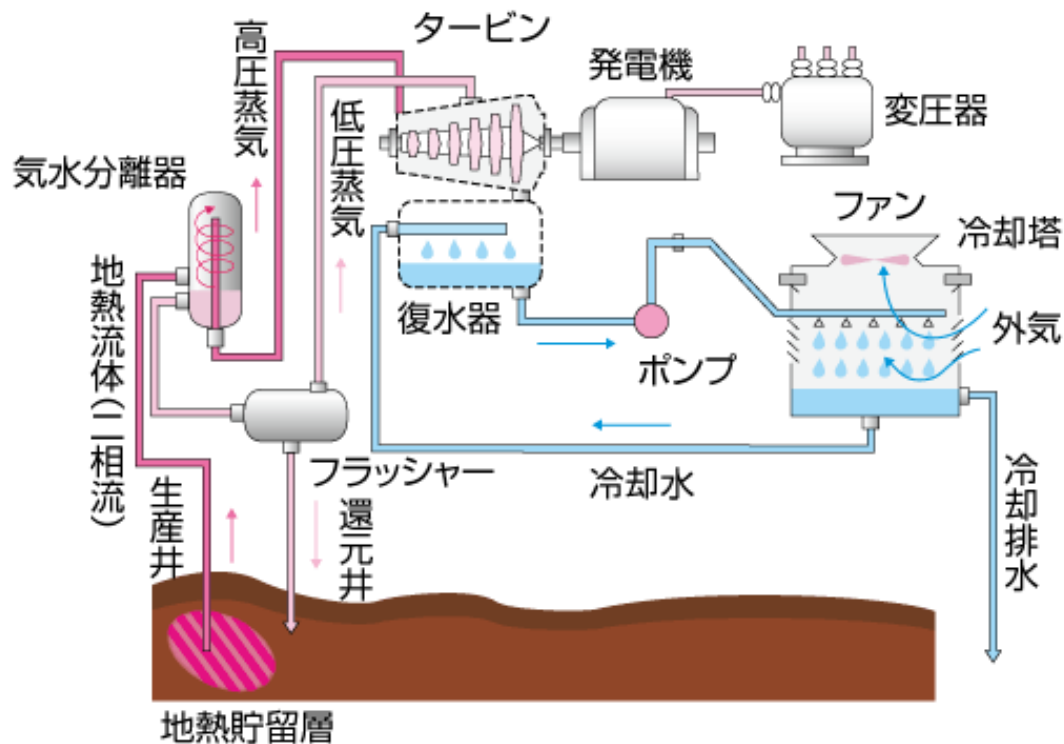 タービン
高圧蒸気
発電機
低圧蒸気
変圧器
気水分離器
ファン
冷却塔
地熱流体(二相流)
復水器
外気
ポンプ
フラッシャー
冷却水
冷却排水
生産井
還元井
地熱貯留層